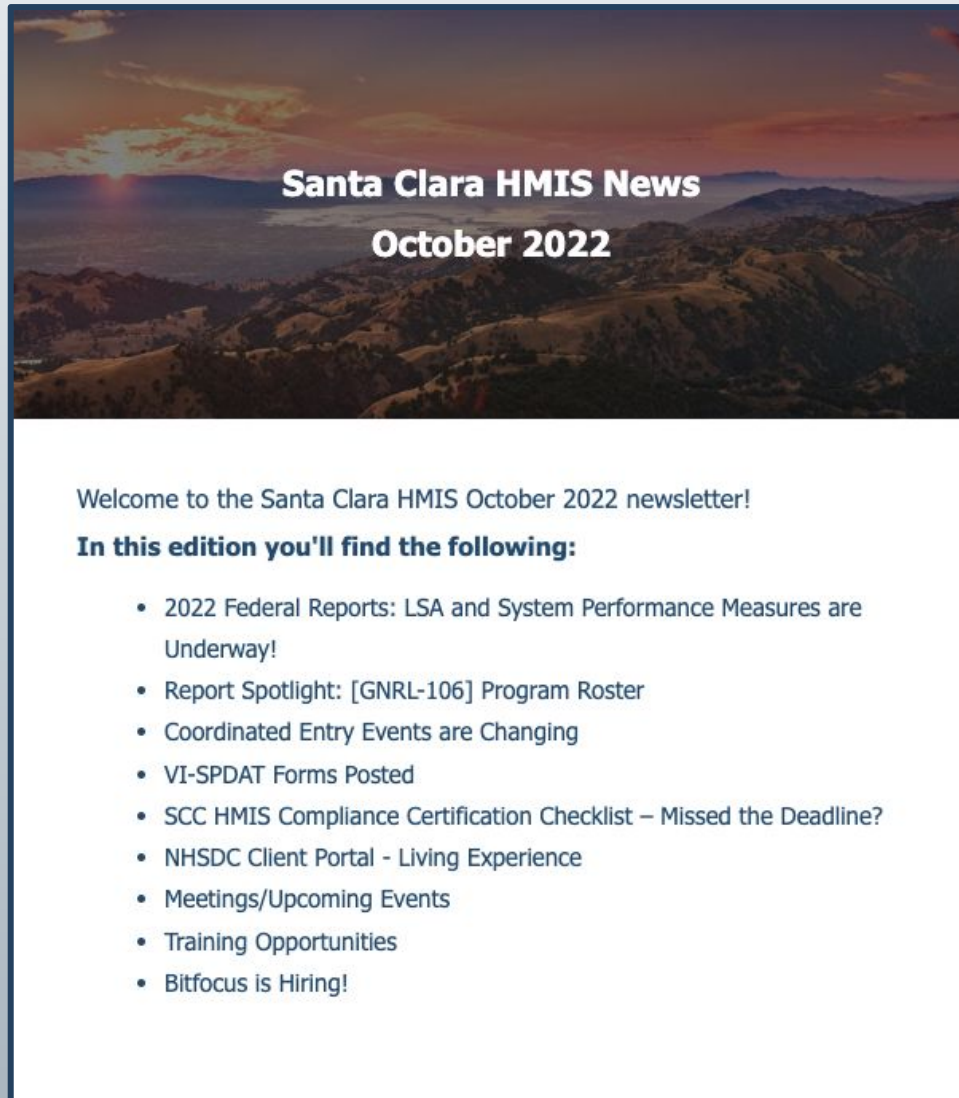 Santa Clara HMIS News
October 2022
Welcome to the Santa Clara HMIS October 2022 newsletter!
In this edition you'll find the following:
• 2022 Federal Reports: LSA and System Performance Measures are
Underway!
• Report Spotlight: [GNRL-106] Program Roster
• Coordinated Entry Events are Changing
• VI-SPDAT Forms Posted
• SCC HMIS Compliance Certification Checklist – Missed the Deadline?
• NHSDC Client Portal - Living Experience
• Meetings/Upcoming Events
• Training Opportunities
• Bitfocus is Hiring!